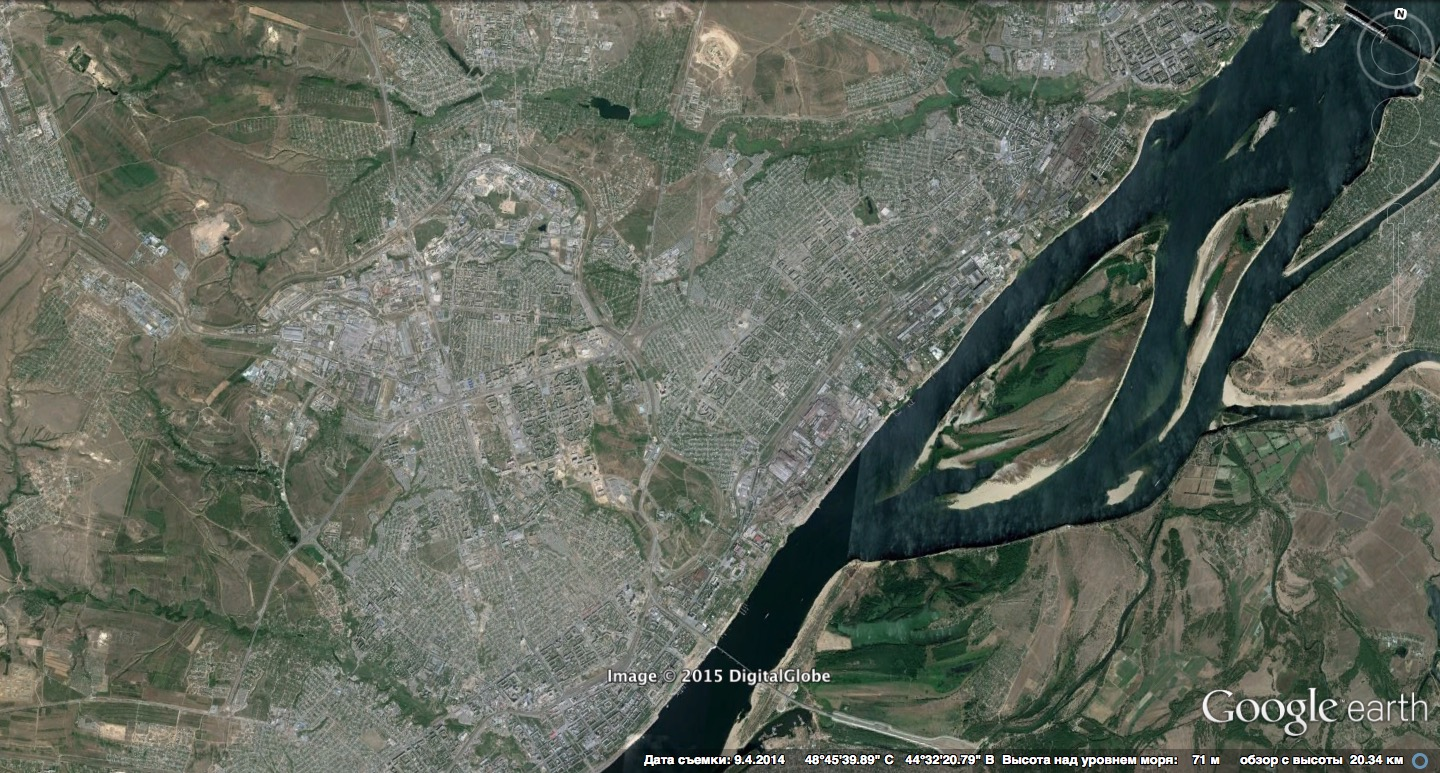 N
Image © 2015 DigitalGlobe
Google earth
Дата съемки: 9.4.2014 48°45'39.89" С 44°32'20.79" В Высота над уровнем моря: 71 м обзор с высоты 20.34 км